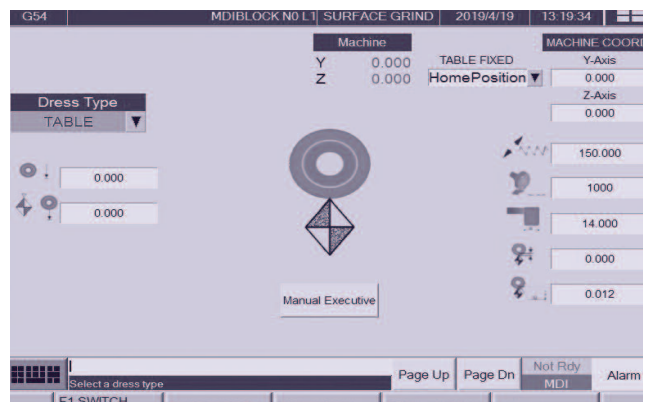 G54 MDIBLOCK N0 L1 SURFACE GRIND 2019/4/19 13:19:34
Machine MACHINE COORI
Y 0.000 TABLE FIXED Y-Axis
Z 0.000 HomePosition 0.000
Z-Axis
Dress Type 0.000
TABLE
150.000
0.000 1000
0.000 14.000
0.000
Manual Executive 0.012
Page Up Page Dn Not Rdy Alarm
Select a dress type MDI
F1 SWITCH